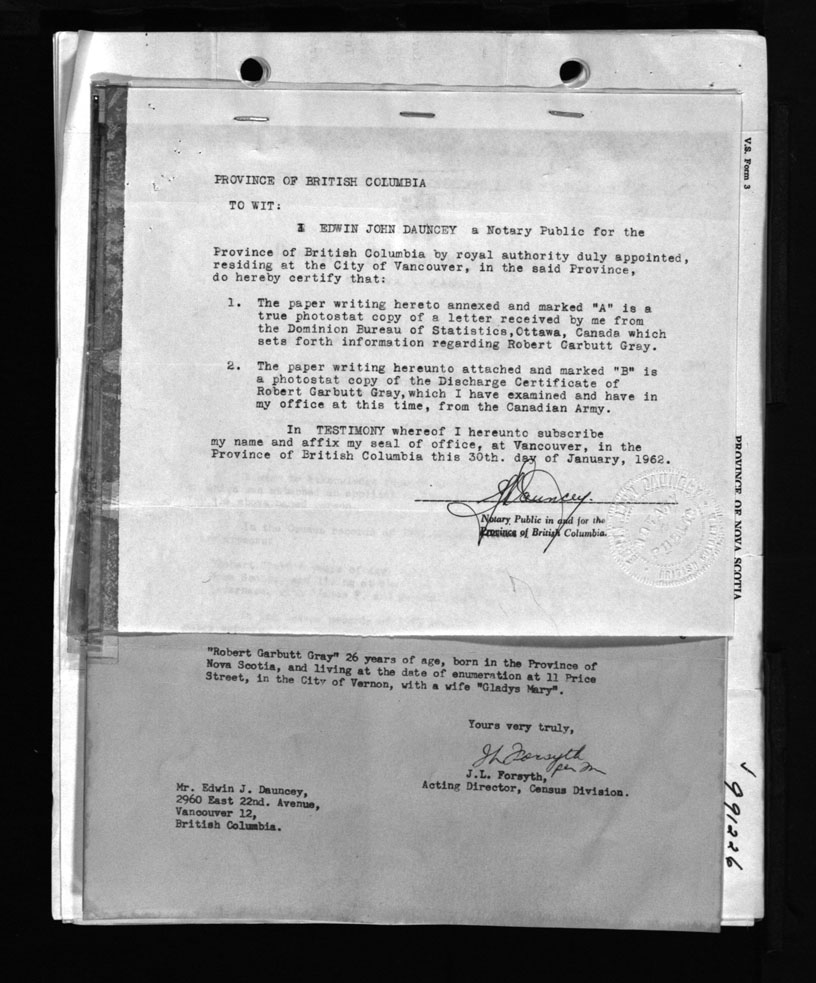 PROVINCE OF BRITISH COLUMBIA
TO WIT:
I EDWIN JOHN DAUNCEY a Notary Public for the
Province of British Columbia by royal authority duly appointed,
residing at the City of Vancouver, in the said Province,
do hereby certify that:
1. The paper writing hereto annexed and marked "A" is a
true photostat copy of a letter received by me from
the Dominion Bureau of Statistics,Ottawa, Canada which
sets forth information regarding Robert Garbutt Gray.
2. The paper writing hereunto attached and marked "B" is
a photostat copy of the Discharge Certificate of
Robert Garbutt Gray,which I have examined and have in
my office at this time, from the Canadian Army.
In TESTIMONY whereof I hereunto subscribe
my name and affix my seal of office, at Vancouver, in the
Province of British Columbia this 30th. day of January, 1962.
Dauncey.
Notary Public in and for the
Province of British Columbia.
"Robert Garbutt Gray" 26 years of age, born in the Province of
Nova Scotia, and living at the date of enumeration at 11 Price
Street, in the City of Vernon, with a wife "Gladys Mary".
Yours very truly,
JL Forsyth
per
J.L. Forsyth,
Acting Director, Census Division.
Mr. Edwin J. Dauncey,
2960 East 22nd. Avenue,
Vancouver 12,
British Columbia.
V.S. Form 3
PROVINCE OF NOVA SCOTIA
991226